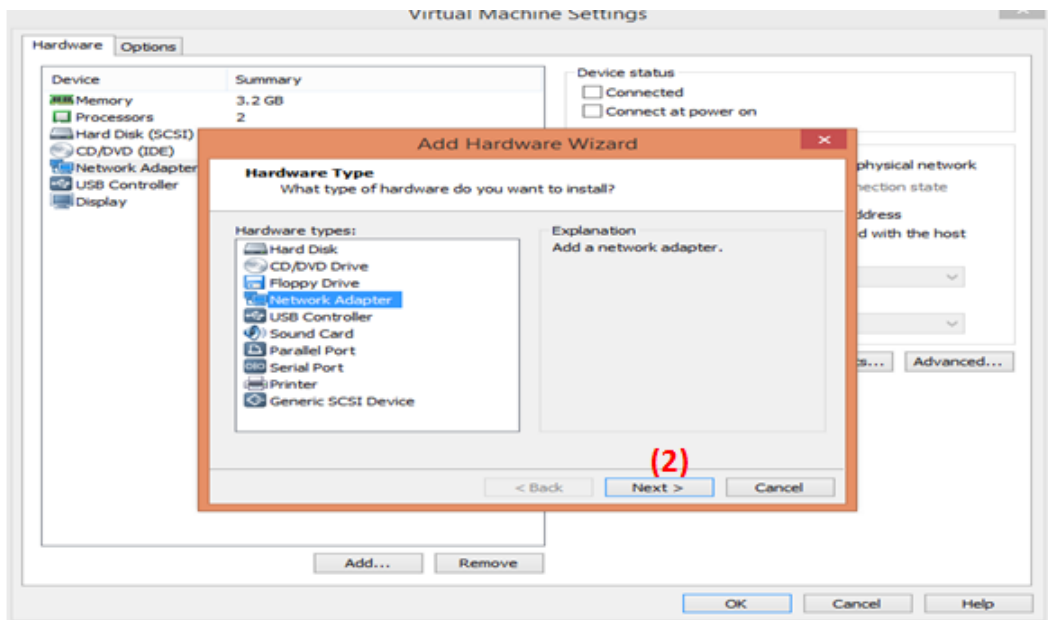 Virtual Machine Settings
Hardware Options
Device Summary
Memory 3.2 GB
Processors 2
Hard Disk (SCSI)
CD/DVD (IDE)
Network Adapter
USB Controller
Display
Device status
Connected
Connect at power on
physical network
nection state
ddress
d with the host
s... Advanced...
Add Hardware Wizard
Hardware Type
What type of hardware do you want to install?
Hardware types:
Hard Disk
CD/DVD Drive
Floppy Drive
Network Adapter
USB Controller
Sound Card
Parallel Port
Serial Port
Printer
Generic SCSI Device
Explanation
Add a network adapter.
(2)
< Back Next > Cancel
Add... Remove
OK Cancel Help